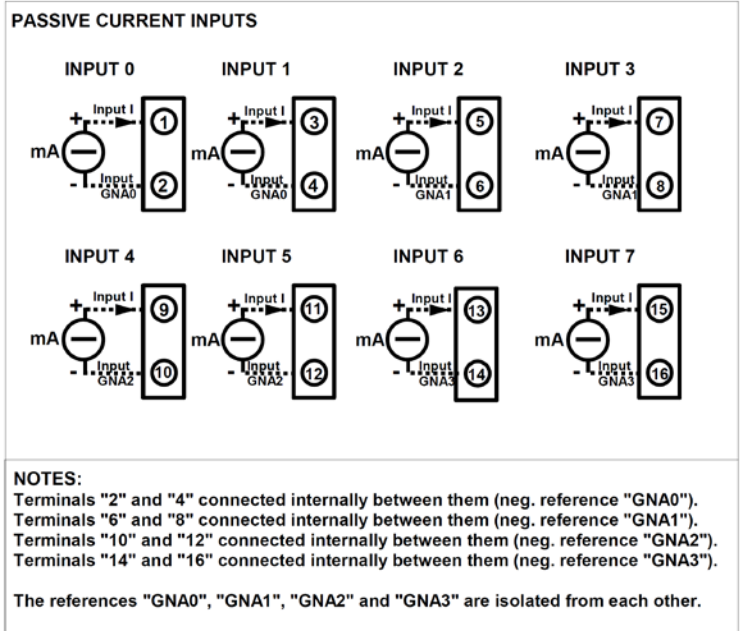 PASSIVE CURRENT INPUTS
INPUT 0 INPUT 1 INPUT 2 INPUT 3
+ Input I 1 + Input I 3 + Input I 5 + Input I 7
mA mA mA mA
- Input GNA0 2 - Input GNA0 4 - Input GNA1 6 - Input GNA1 8
INPUT 4 INPUT 5 INPUT 6 INPUT 7
+ Input I 9 + Input I 11 + Input I 13 + Input I 15
mA mA mA mA
- Input GNA2 10 - Input GNA2 12 - Input GNA3 14 - Input GNA3 16
NOTES:
Terminals "2" and "4" connected internally between them (neg. reference "GNA0").
Terminals "6" and "8" connected internally between them (neg. reference "GNA1").
Terminals "10" and "12" connected internally between them (neg. reference "GNA2").
Terminals "14" and "16" connected internally between them (neg. reference "GNA3").
The references "GNA0", "GNA1", "GNA2" and "GNA3" are isolated from each other.